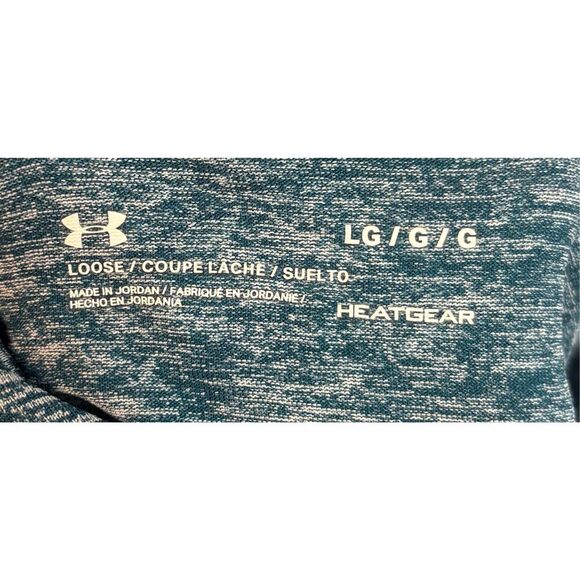 LG / G / G
LOOSE / COUPE LÂCHE / SUELTO
MADE IN JORDAN / FABRIQUÉ EN JORDANIE /
HECHO EN JORDANIA
HEATGEAR